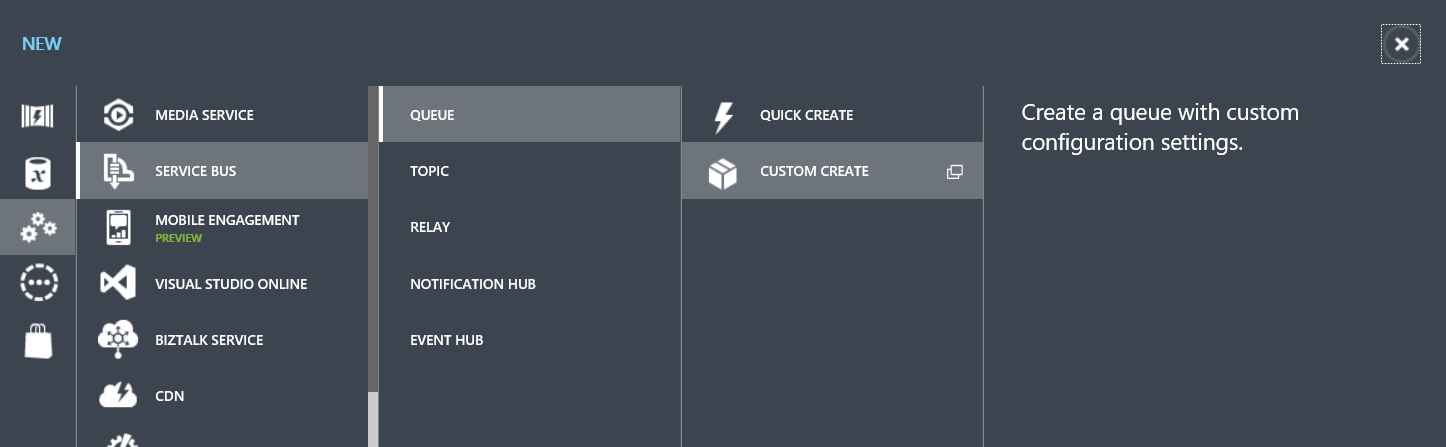 NEW
MEDIA SERVICE
SERVICE BUS
MOBILE ENGAGEMENT
PREVIEW
VISUAL STUDIO ONLINE
BIZTALK SERVICE
CDN
QUEUE
TOPIC
RELAY
NOTIFICATION HUB
EVENT HUB
QUICK CREATE
CUSTOM CREATE
Create a queue with custom
configuration settings.